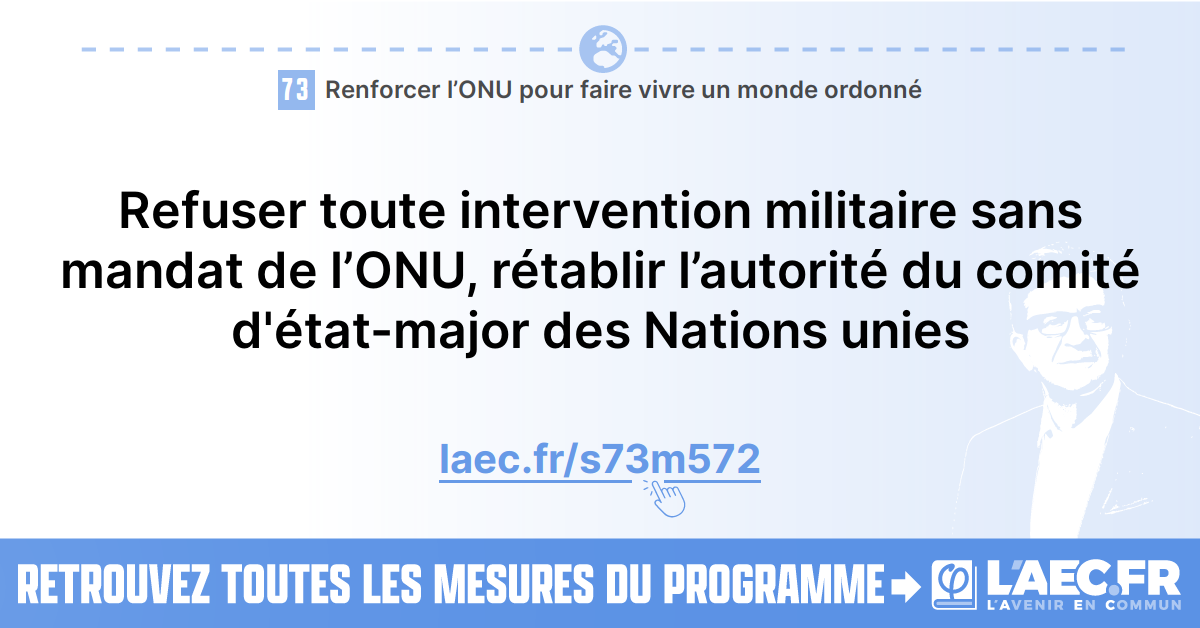 73 Renforcer l’ONU pour faire vivre un monde ordonné
Refuser toute intervention militaire sans
mandat de l’ONU, rétablir l’autorité du comité
d'état-major des Nations unies
laec.fr/s73m572
RETROUVEZ TOUTES LES MESURES DU PROGRAMME
L'AEC.FR
L'AVENIR EN COMMUN